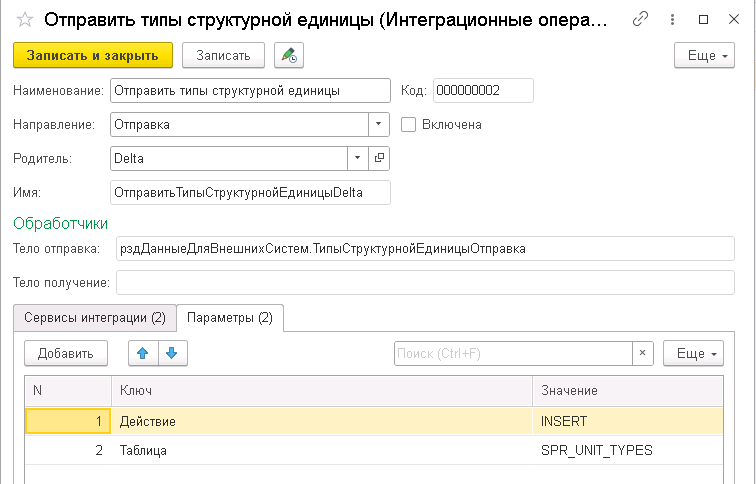 Отправить типы структурной единицы (Интеграционные опера...
Записать и закрыть Записать Еще
Наименование: Отправить типы структурной единицы Код: 000000002
Направление: Отправка Включена
Родитель: Delta
Имя: ОтправитьТипыСтруктурнойЕдиницыDelta
Обработчики
Тело отправка: рздДанныеДляВнешнихСистем.ТипыСтруктурнойЕдиницыОтправка
Тело получение:
Сервисы интеграции (2) Параметры (2)
Добавить Поиск (Ctrl+F) × Еще
N Ключ Значение
1 Действие INSERT
2 Таблица SPR_UNIT_TYPES